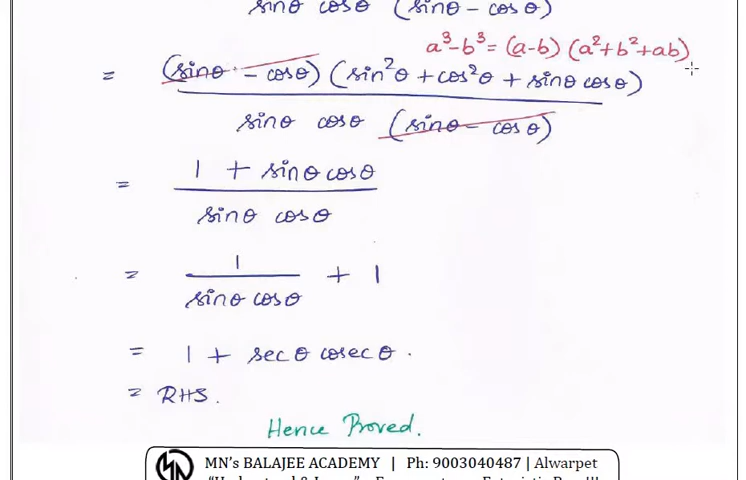 sinθ cosθ (sinθ - cosθ)
a³-b³ = (a-b) (a²+b²+ab)
= (sinθ - cosθ) (sin²θ + cos²θ + sinθ cosθ)
sinθ cosθ (sinθ - cosθ)
= 1 + sinθ cosθ
sinθ cosθ
= 1 + 1
sinθ cosθ
= 1 + secθ cosecθ.
= RHS.
Hence Proved.
MN's BALAJEE ACADEMY | Ph: 9003040487 | Alwarpet